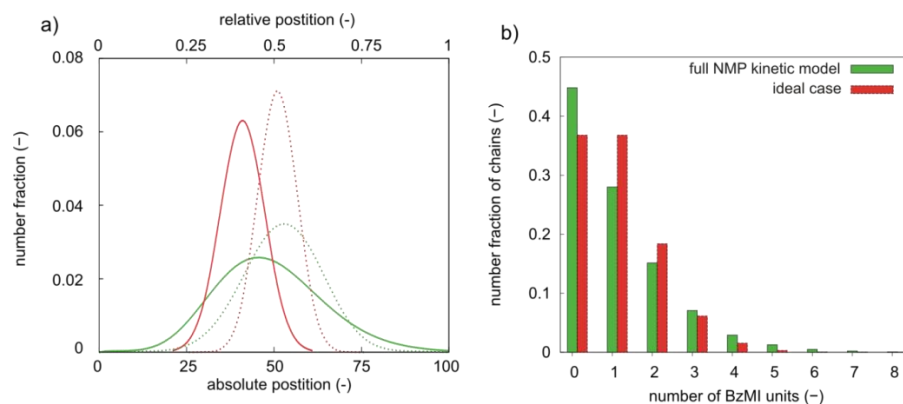 a)
relative postition (-)
0 0.25 0.5 0.75 1
number fraction (–)
0.08
0.06
0.04
0.02
0
0 25 50 75 100
absolute postition (-)
b)
number fraction of chains (–)
0.5
0.4
0.3
0.2
0.1
0
full NMP kinetic model
ideal case
0 1 2 3 4 5 6 7 8
number of BzMI units (–)